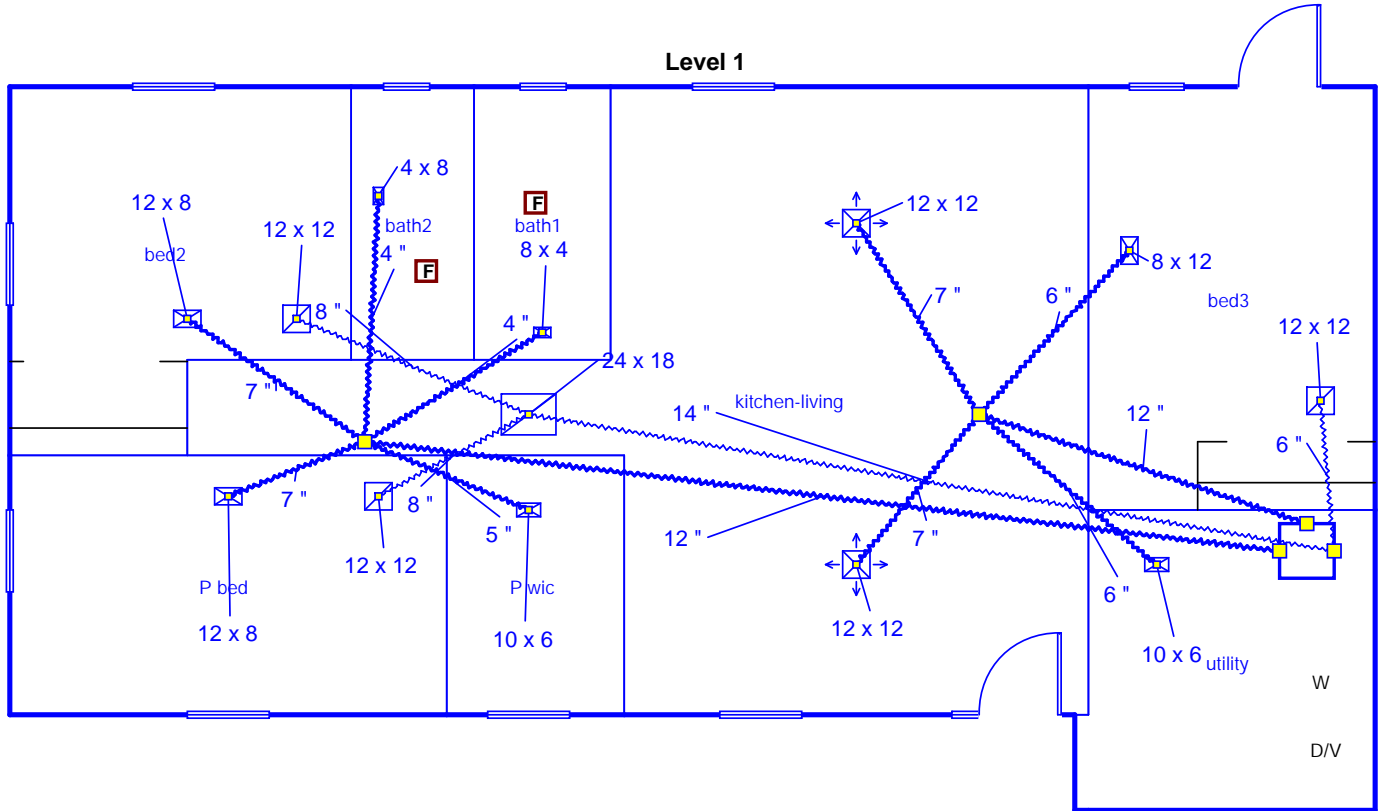 Level 1
4 x 8
12 x 8
12 x 12
bed2
bath2
4 "
F
F
bath1
8 x 4
12 x 12
8 x 12
bed3
7 "
6 "
8 "
4 "
12 x 12
24 x 18
7 "
14 "
kitchen-living
12 "
6 "
7 "
8 "
5 "
12 "
7 "
6 "
12 x 12
P bed
P wic
12 x 8
10 x 6
12 x 12
10 x 6
utility
W
D/V